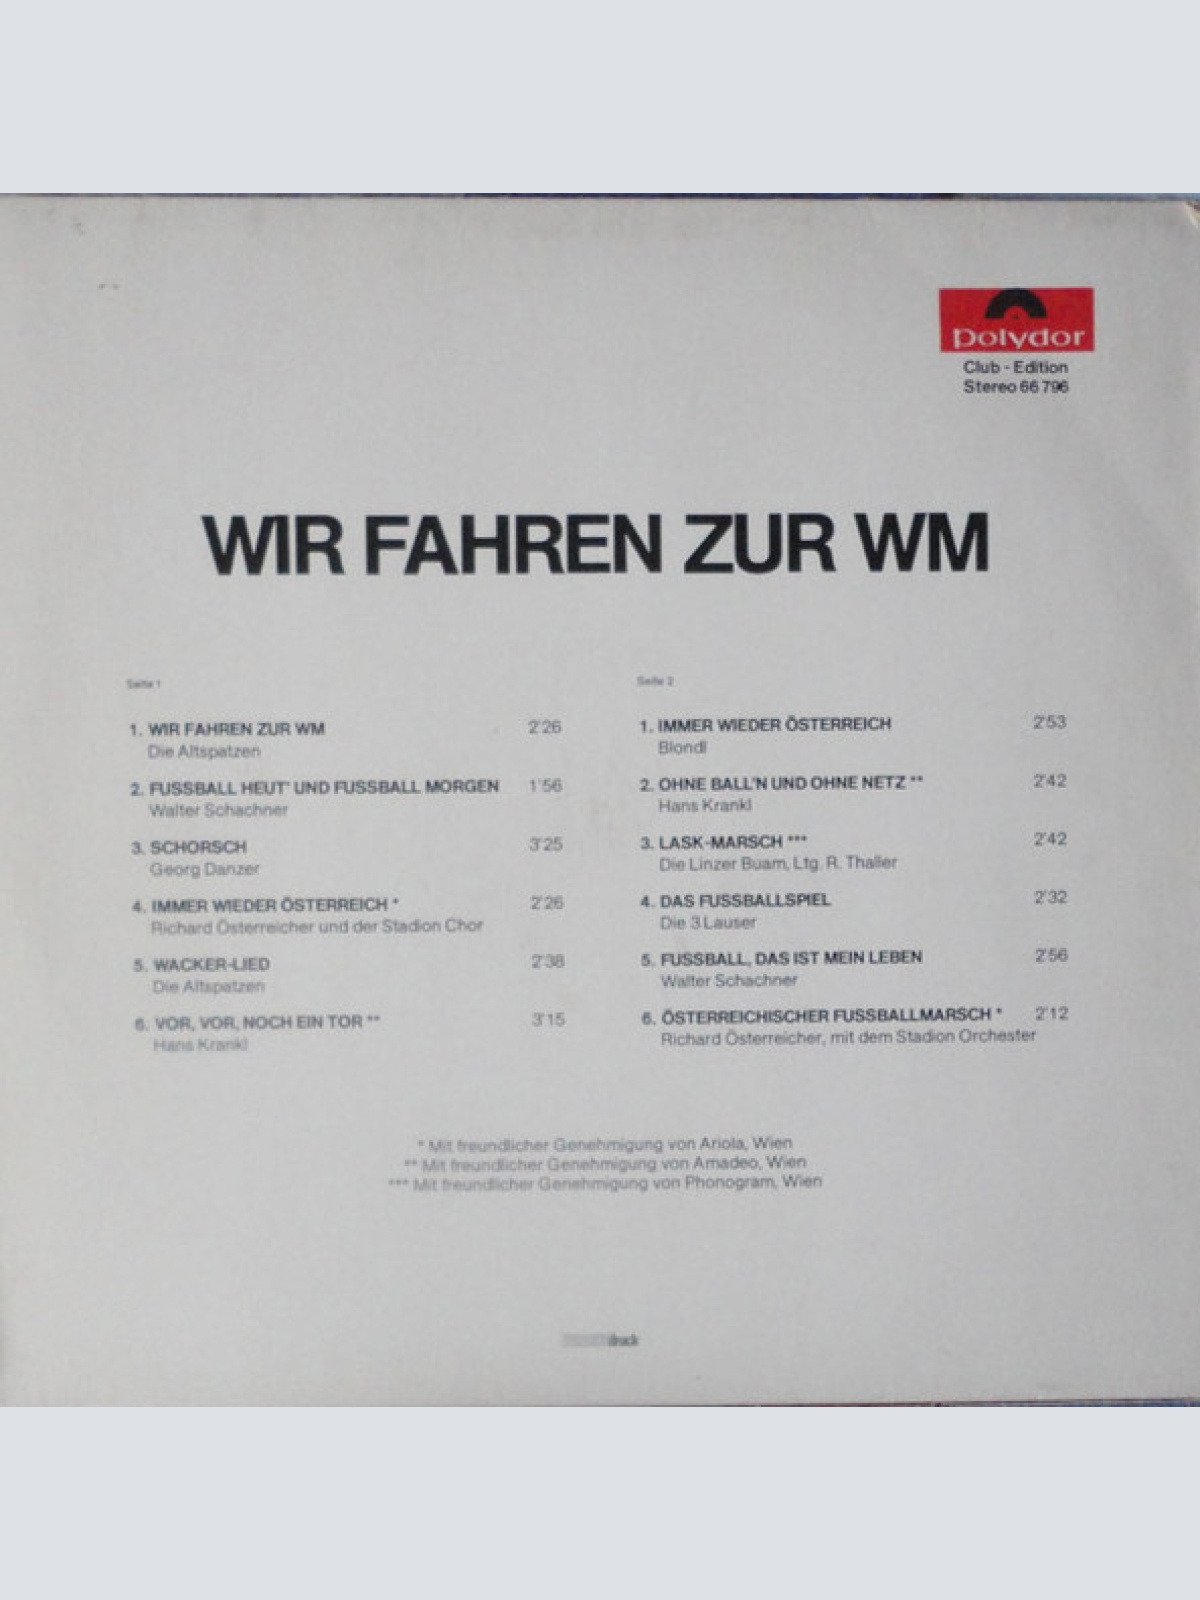 polydor
Club - Edition
Stereo 66 796
WIR FAHREN ZUR WM
Seite 1
1. WIR FAHREN ZUR WM 2'26
Die Altspatzen
2. FUSSBALL HEUT' UND FUSSBALL MORGEN 1'56
Walter Schachner
3. SCHORSCH 3'25
Georg Danzer
4. IMMER WIEDER ÖSTERREICH * 2'26
Richard Österreicher und der Stadion Chor
5. WACKER-LIED 2'38
Die Altspatzen
6. VOR, VOR, NOCH EIN TOR ** 3'15
Hans Krankl
Seite 2
1. IMMER WIEDER ÖSTERREICH 2'53
Blondl
2. OHNE BALL'N UND OHNE NETZ ** 2'42
Hans Krankl
3. LASK-MARSCH *** 2'42
Die Linzer Buam, Ltg. R. Thaller
4. DAS FUSSBALLSPIEL 2'32
Die 3 Lauser
5. FUSSBALL, DAS IST MEIN LEBEN 2'56
Walter Schachner
6. ÖSTERREICHISCHER FUSSBALLMARSCH * 2'12
Richard Österreicher, mit dem Stadion Orchester
* Mit freundlicher Genehmigung von Ariola, Wien
** Mit freundlicher Genehmigung von Amadeo, Wien
*** Mit freundlicher Genehmigung von Phonogram, Wien
druck